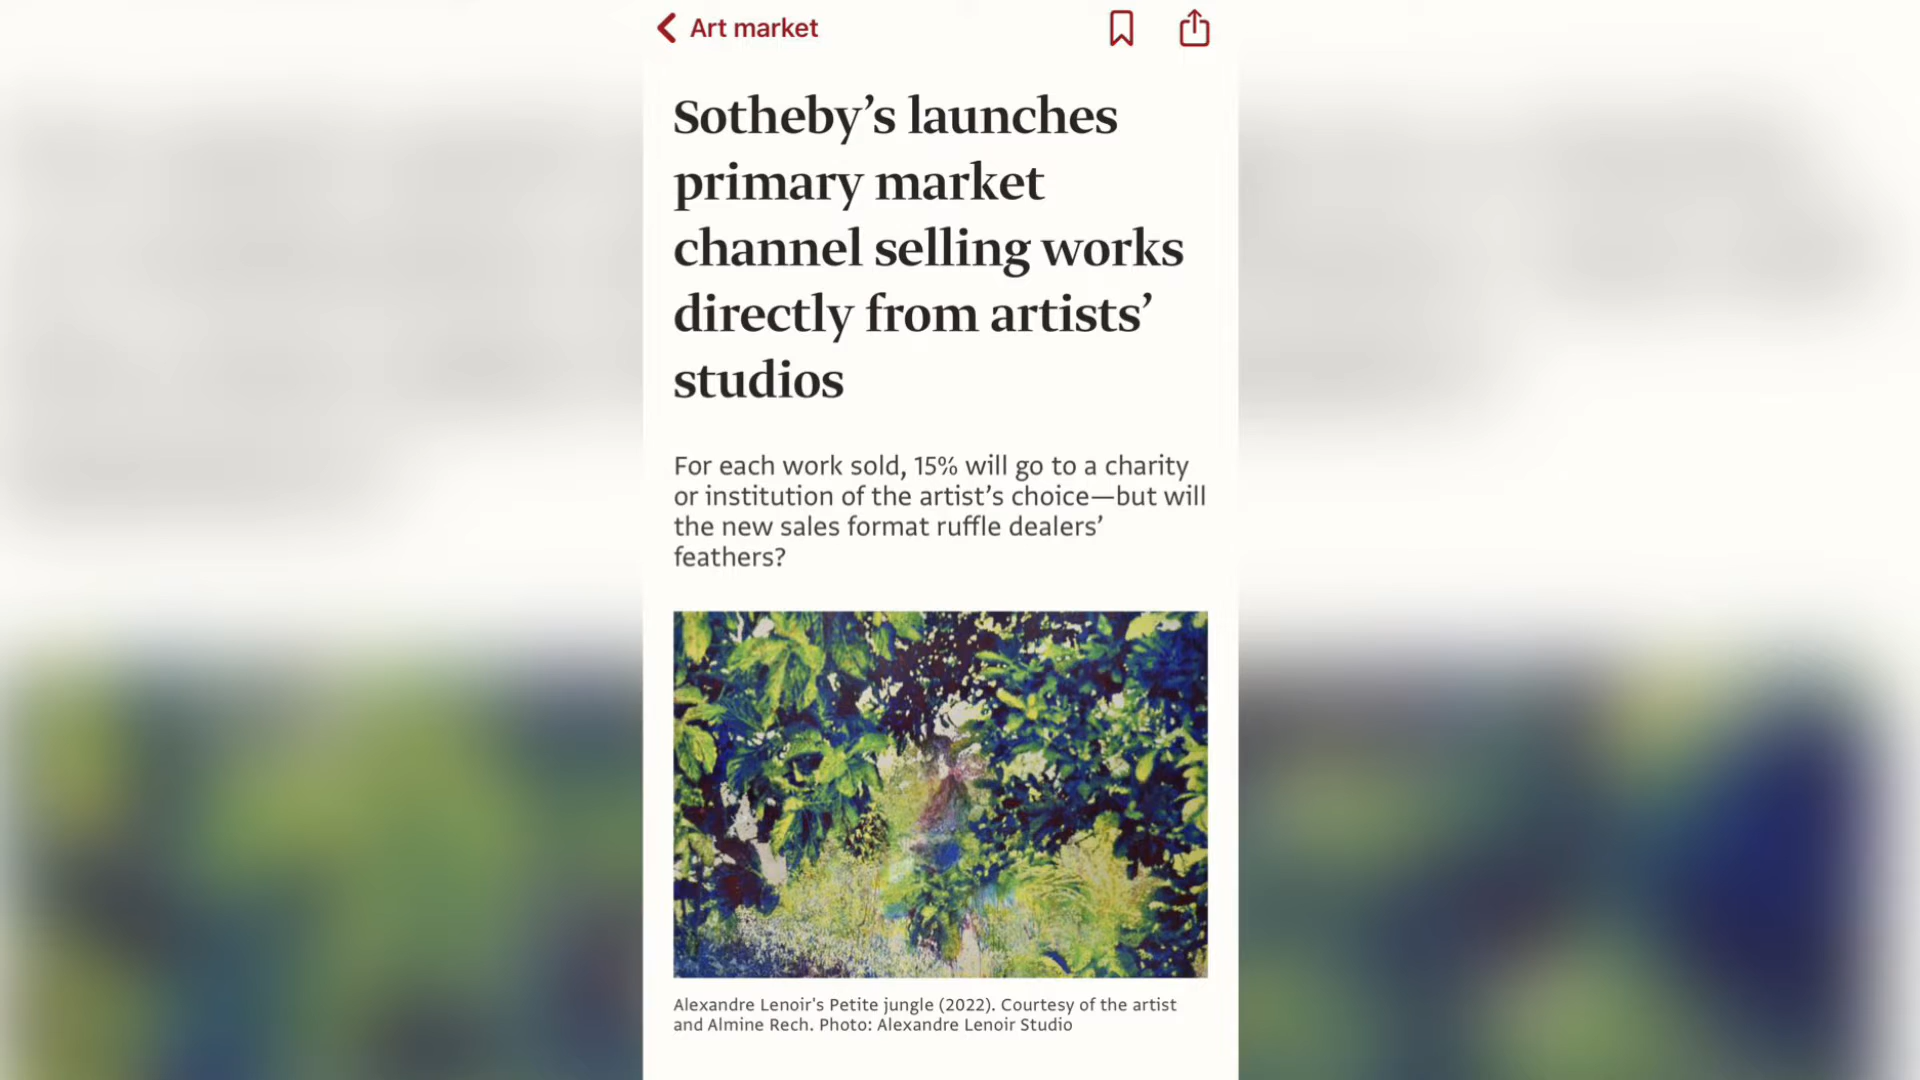 Art market
Sotheby’s launches
primary market
channel selling works
directly from artists’
studios
For each work sold, 15% will go to a charity
or institution of the artist’s choice—but will
the new sales format ruffle dealers’
feathers?
Alexandre Lenoir's Petite jungle (2022). Courtesy of the artist
and Almine Rech. Photo: Alexandre Lenoir Studio